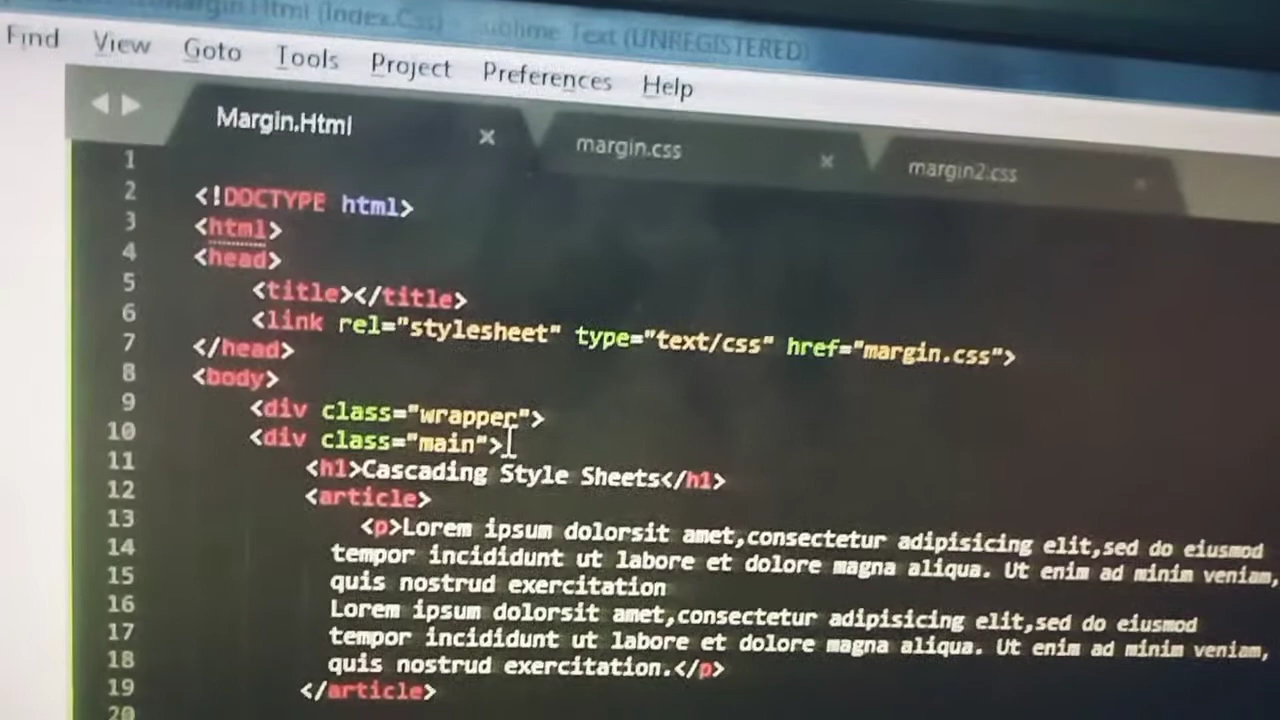 Margin.Html (Index.Css) - Sublime Text (UNREGISTERED)
Find View Goto Tools Project Preferences Help
Margin.Html margin.css margin2.css
1
2 <!DOCTYPE html>
3 <html>
4 <head>
5 <title></title>
6 <link rel="stylesheet" type="text/css" href="margin.css">
7 </head>
8 <body>
9 <div class="wrapper">
10 <div class="main">
11 <h1>Cascading Style Sheets</h1>
12 <article>
13 <p>Lorem ipsum dolorsit amet,consectetur adipisicing elit,sed do eiusmod
14 tempor incididunt ut labore et dolore magna aliqua. Ut enim ad minim veniam,
15 quis nostrud exercitation
16 Lorem ipsum dolorsit amet,consectetur adipisicing elit,sed do eiusmod
17 tempor incididunt ut labore et dolore magna aliqua. Ut enim ad minim veniam,
18 quis nostrud exercitation.</p>
19 </article>
20